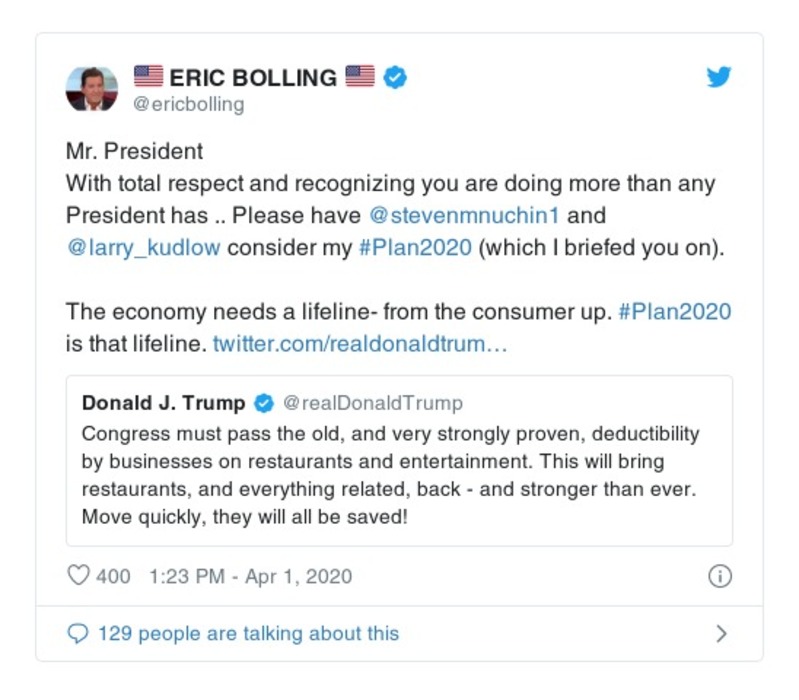 ERIC BOLLING
@ericbolling
Mr. President
With total respect and recognizing you are doing more than any
President has .. Please have @stevenmnuchin1 and
@larry_kudlow consider my #Plan2020 (which I briefed you on).
The economy needs a lifeline- from the consumer up. #Plan2020
is that lifeline. twitter.com/realdonaldtrum…
Donald J. Trump @realDonaldTrump
Congress must pass the old, and very strongly proven, deductibility
by businesses on restaurants and entertainment. This will bring
restaurants, and everything related, back - and stronger than ever.
Move quickly, they will all be saved!
400 1:23 PM - Apr 1, 2020
129 people are talking about this